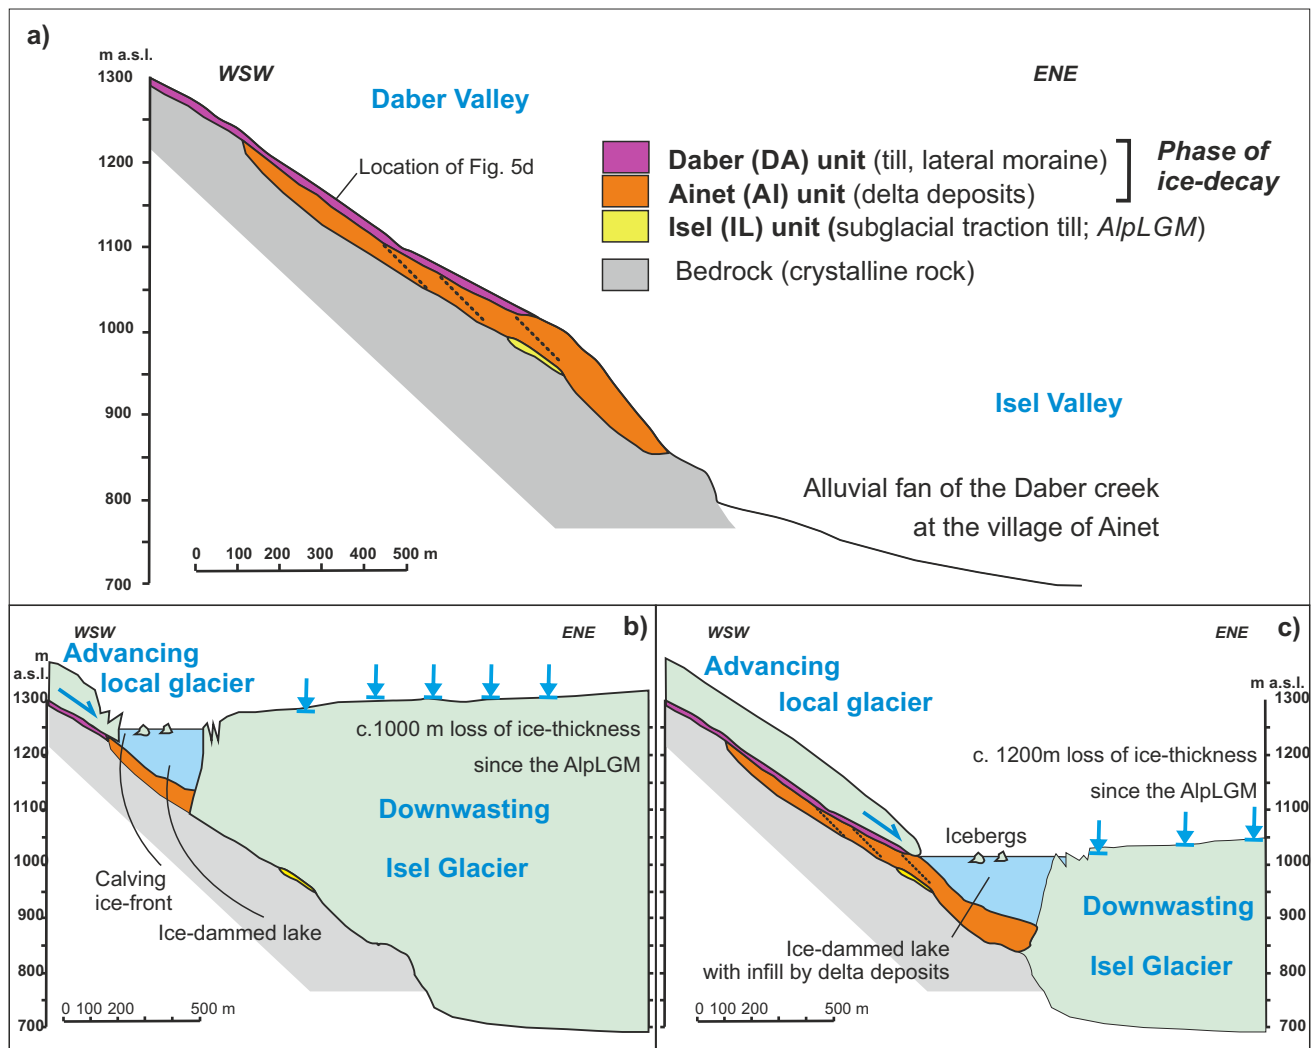 a)
m a.s.l.
WSW
ENE
1300
1200
1100
1000
900
800
700
Daber Valley
Location of Fig. 5d
Daber (DA) unit (till, lateral moraine)
Ainet (AI) unit (delta deposits)
Phase of
ice-decay
Isel (IL) unit (subglacial traction till; AlpLGM)
Bedrock (crystalline rock)
Isel Valley
Alluvial fan of the Daber creek
at the village of Ainet
0 100 200 300 400 500 m
b)
WSW
ENE
m
a.s.l.
1300
1200
1100
1000
900
800
700
Advancing
local glacier
c.1000 m loss of ice-thickness
since the AlpLGM
Downwasting
Isel Glacier
Calving
ice-front
Ice-dammed lake
0 100 200 500 m
c)
WSW
ENE
m a.s.l.
1300
1200
1100
1000
900
800
700
Advancing
local glacier
c. 1200m loss of ice-thickness
since the AlpLGM
Icebergs
Downwasting
Isel Glacier
Ice-dammed lake
with infill by delta deposits
0 100 200 500 m